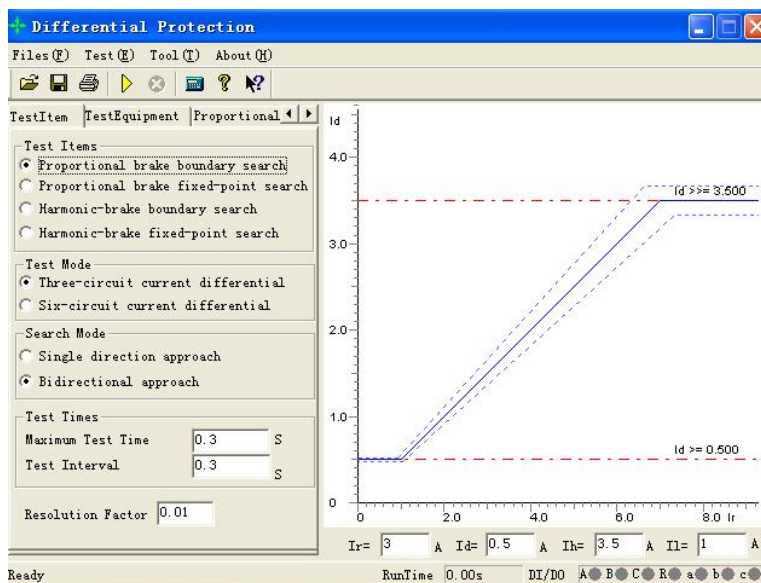 Differential Protection
Files(F) Test(E) Tool(T) About(H)
TestItem TestEquipment Proportional
Test Items
Proportional brake boundary search
Proportional brake fixed-point search
Harmonic-brake boundary search
Harmonic-brake fixed-point search
Test Mode
Three-circuit current differential
Six-circuit current differential
Search Mode
Single direction approach
Bidirectional approach
Test Times
Maximum Test Time 0.3 S
Test Interval 0.3 S
Resolution Factor 0.01
Id
4.0
Id >>= 3.500
3.0
2.0
1.0
Id >= 0.500
0
0 2.0 4.0 6.0 8.0 Ir
Ir= 3 A Id= 0.5 A Ih= 3.5 A Il= 1 A
Ready RunTime 0.00s DI/DO A B C R a b c